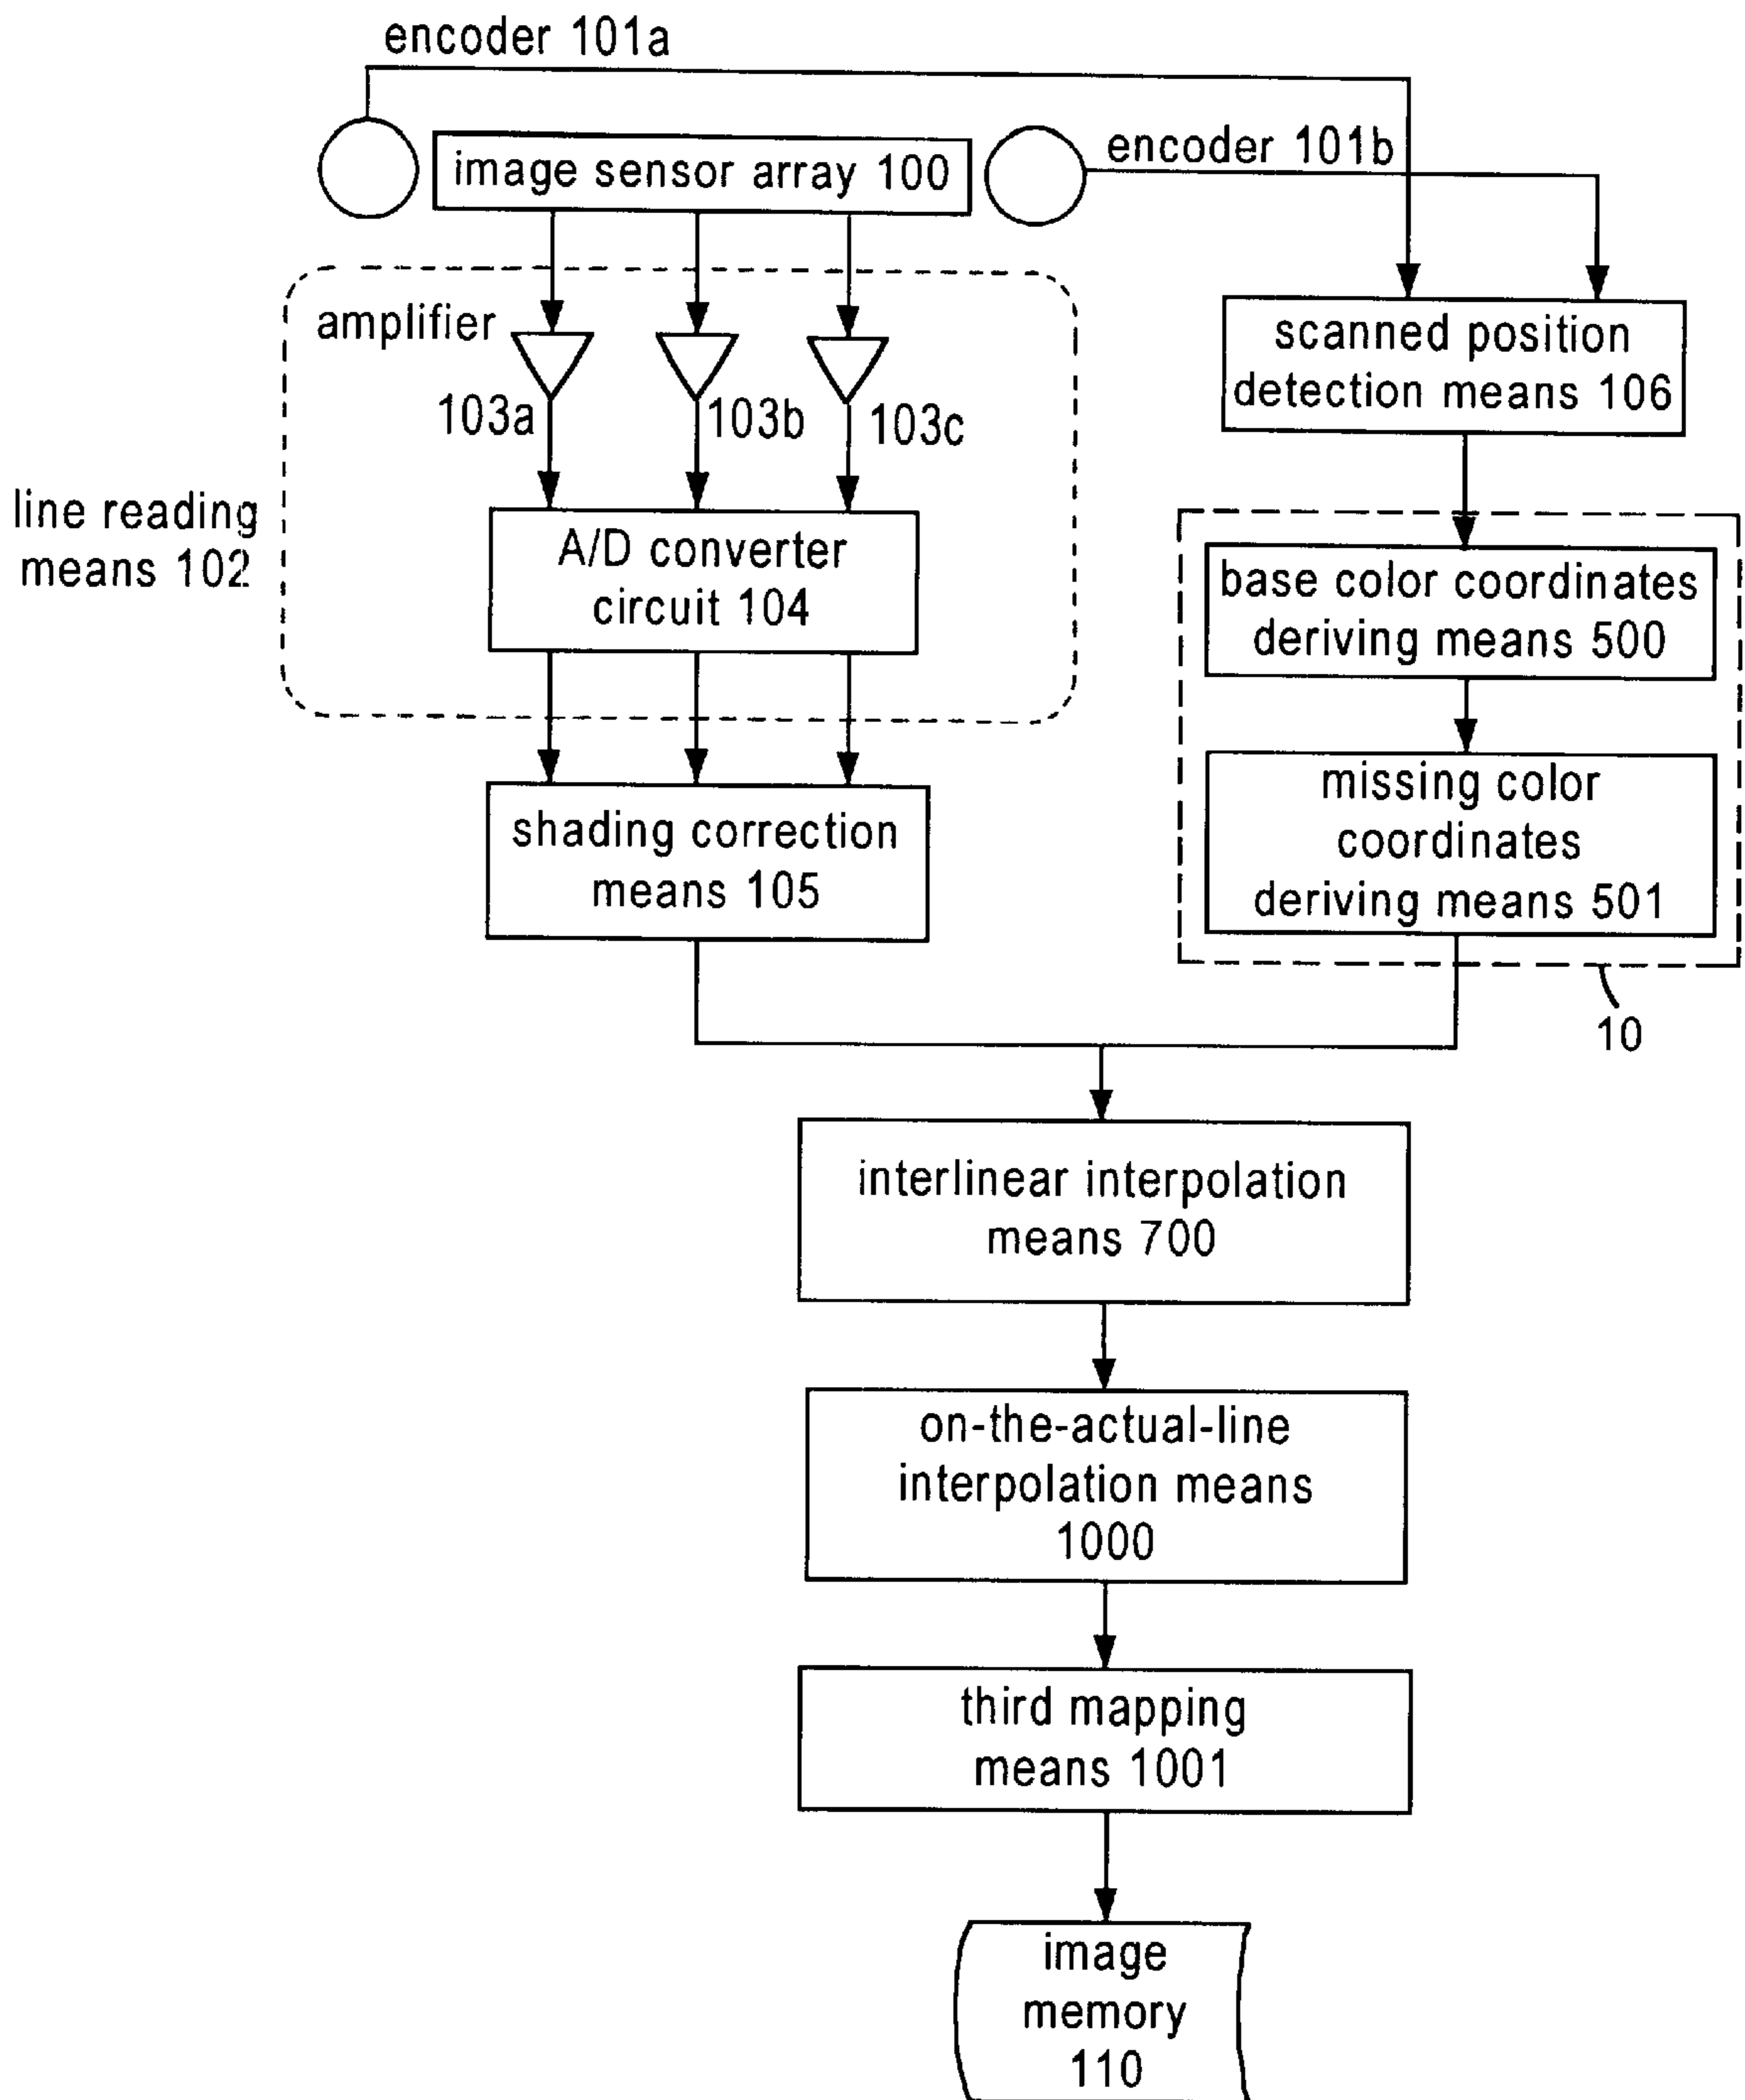 encoder 101a
image sensor array 100
encoder 101b
amplifier
103a
103b
103c
scanned position
detection means 106
line reading
means 102
A/D converter
circuit 104
base color coordinates
deriving means 500
shading correction
means 105
missing color
coordinates
deriving means 501
10
interlinear interpolation
means 700
on-the-actual-line
interpolation means
1000
third mapping
means 1001
image
memory
110